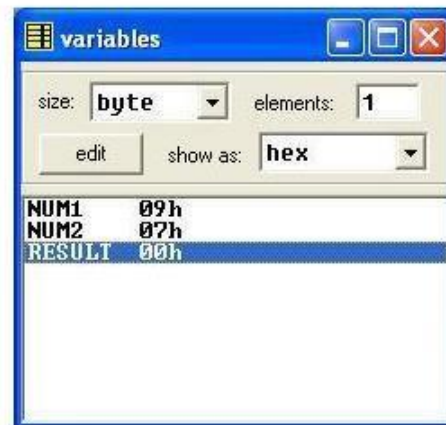 variables
size: byte elements: 1
edit show as: hex
NUM1 09h
NUM2 07h
RESULT 00h